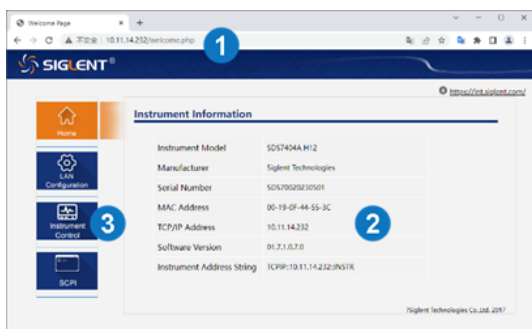 Welcome Page
不安全 10.11.14.232/welcome.php
1
SIGLENT®
https://int.siglent.com/
Home
Instrument Information
Instrument Model SDS7404A H12
Manufacturer Siglent Technologies
LAN
Configuration
Serial Number SDS70020230501
MAC Address 00-19-0F-44-55-3C
2
Instrument
Control
3
TCP/IP Address 10.11.14.232
Software Version 01.7.1.0.7.0
Instrument Address String TCPIP::10.11.14.232::INSTR
SCPI
?Siglent Technologies Co.,Ltd. 2017